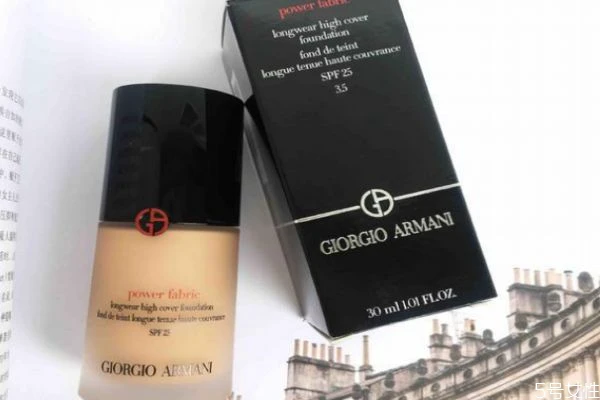 power fabric
longwear high cover
foundation
fond de teint
longue tenue haute couvrance
SPF 25
3.5
GA
GIORGIO ARMANI
30 ml 1.01 FL.OZ.
GA
power fabric
longwear high cover foundation
fond de teint longue tenue haute couvrance
SPF 25
GIORGIO ARMANI
5号女性